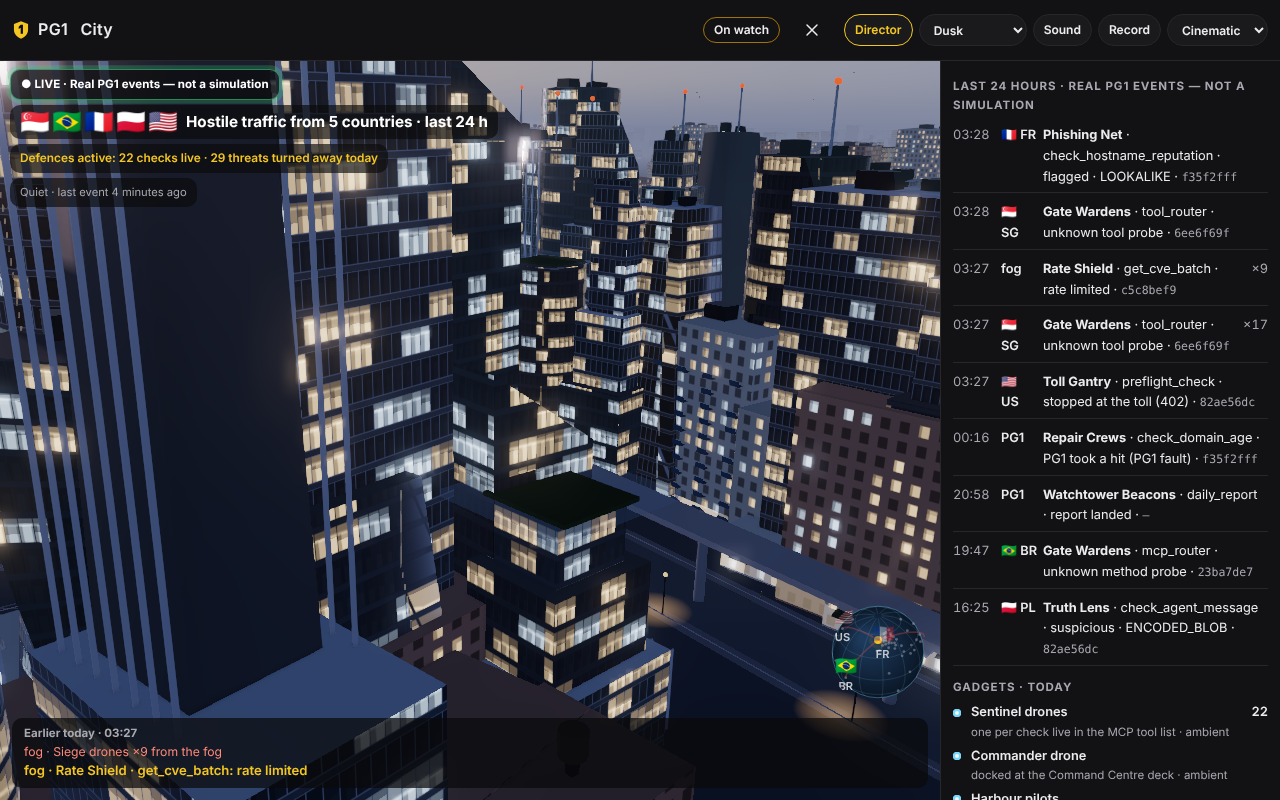 PG1 City
On watch
Director
Dusk
Sound
Record
Cinematic
LIVE · Real PG1 events — not a simulation
Hostile traffic from 5 countries · last 24 h
Defences active: 22 checks live · 29 threats turned away today
Quiet · last event 4 minutes ago
US
FR
BR
Earlier today · 03:27
fog · Siege drones ×9 from the fog
fog · Rate Shield · get_cve_batch: rate limited
LAST 24 HOURS · REAL PG1 EVENTS — NOT A
SIMULATION
03:28 FR Phishing Net ·
check_hostname_reputation ·
flagged · LOOKALIKE · f35f2fff
03:28 Gate Wardens · tool_router ·
SG unknown tool probe · 6ee6f69f
03:27 fog Rate Shield · get_cve_batch · ×9
rate limited · c5c8bef9
03:27 Gate Wardens · tool_router · ×17
SG unknown tool probe · 6ee6f69f
03:27 Toll Gantry · preflight_check ·
US stopped at the toll (402) · 82ae56dc
00:16 PG1 Repair Crews · check_domain_age ·
PG1 took a hit (PG1 fault) · f35f2fff
20:58 PG1 Watchtower Beacons · daily_report
· report landed · –
19:47 BR Gate Wardens · mcp_router ·
unknown method probe · 23ba7de7
16:25 PL Truth Lens · check_agent_message
· suspicious · ENCODED_BLOB ·
82ae56dc
GADGETS · TODAY
Sentinel drones 22
one per check live in the MCP tool list · ambient
Commander drone
docked at the Command Centre deck · ambient
Harbour pilots